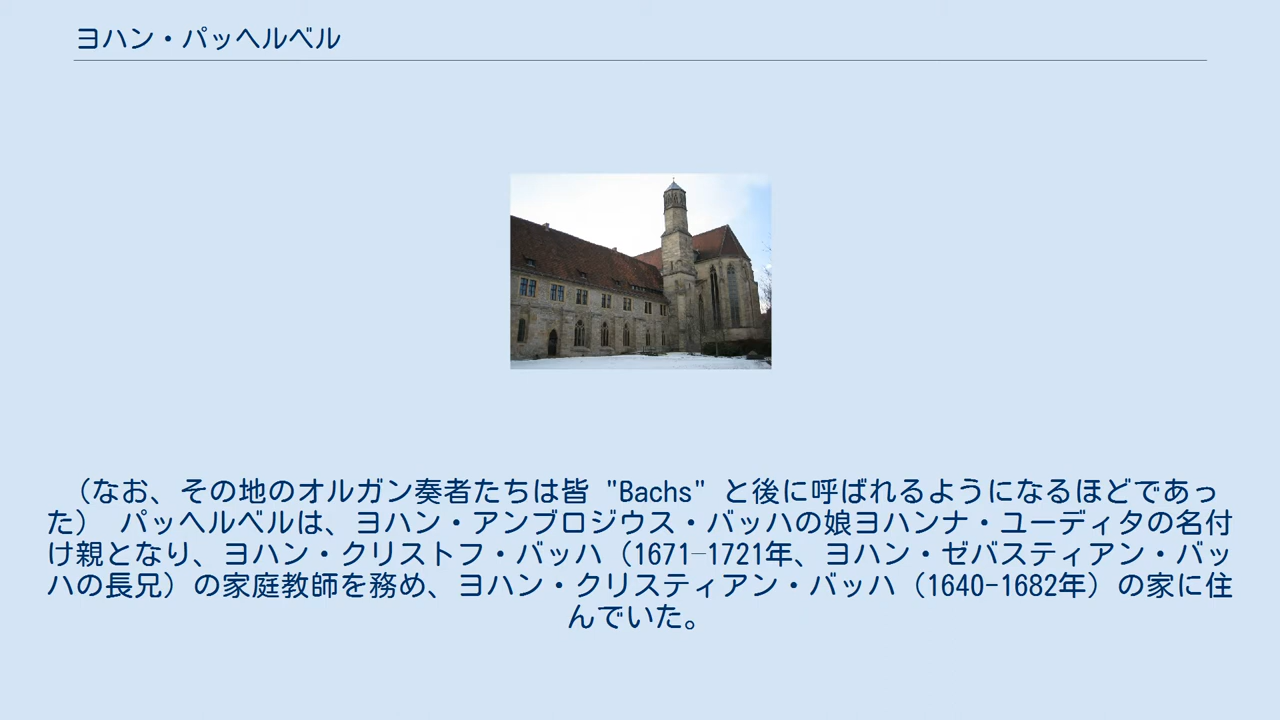 ヨハン・パッヘルベル
（なお、その地のオルガン奏者たちは皆 "Bachs" と後に呼ばれるようになるほどであっ
た） パッヘルベルは、ヨハン・アンブロジウス・バッハの娘ヨハンナ・ユーディタの名付
け親となり、ヨハン・クリストフ・バッハ（1671–1721年、ヨハン・ゼバスティアン・バッ
ハの長兄）の家庭教師を務め、ヨハン・クリスティアン・バッハ（1640-1682年）の家に住
んでいた。